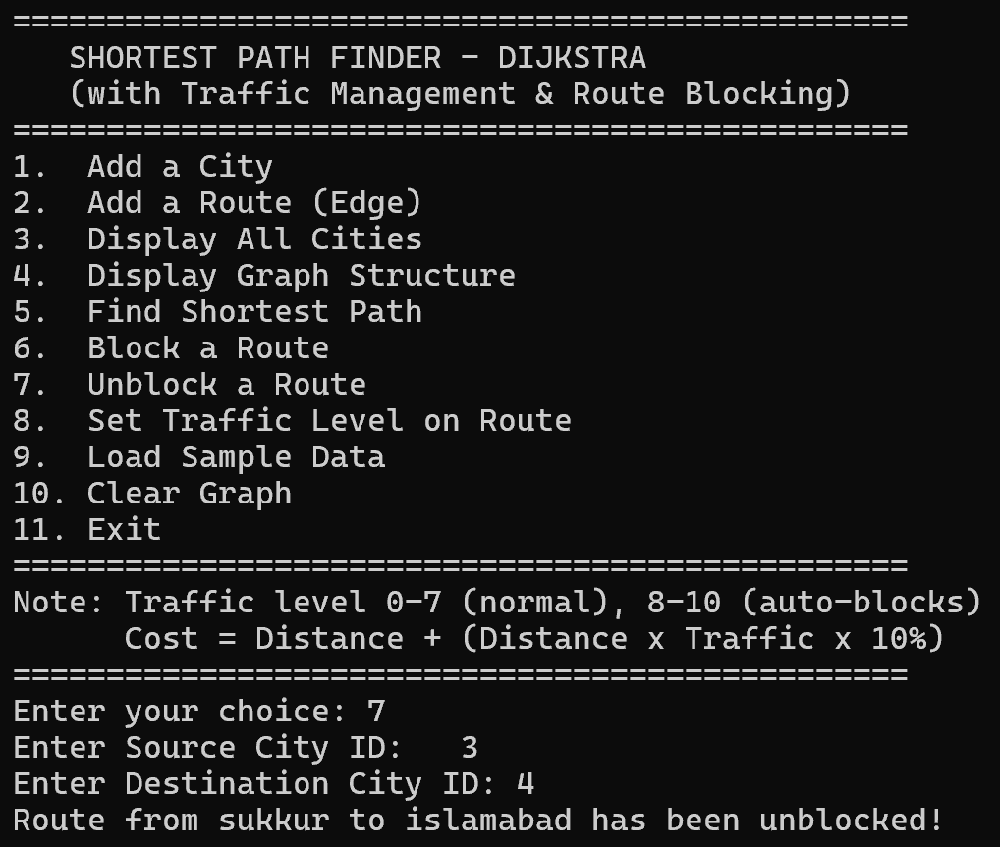 ================================================
   SHORTEST PATH FINDER - DIJKSTRA
   (with Traffic Management & Route Blocking)
================================================
1.  Add a City
2.  Add a Route (Edge)
3.  Display All Cities
4.  Display Graph Structure
5.  Find Shortest Path
6.  Block a Route
7.  Unblock a Route
8.  Set Traffic Level on Route
9.  Load Sample Data
10. Clear Graph
11. Exit
================================================
Note: Traffic level 0-7 (normal), 8-10 (auto-blocks)
      Cost = Distance + (Distance x Traffic x 10%)
================================================
Enter your choice: 7
Enter Source City ID:   3
Enter Destination City ID: 4
Route from sukkur to islamabad has been unblocked!